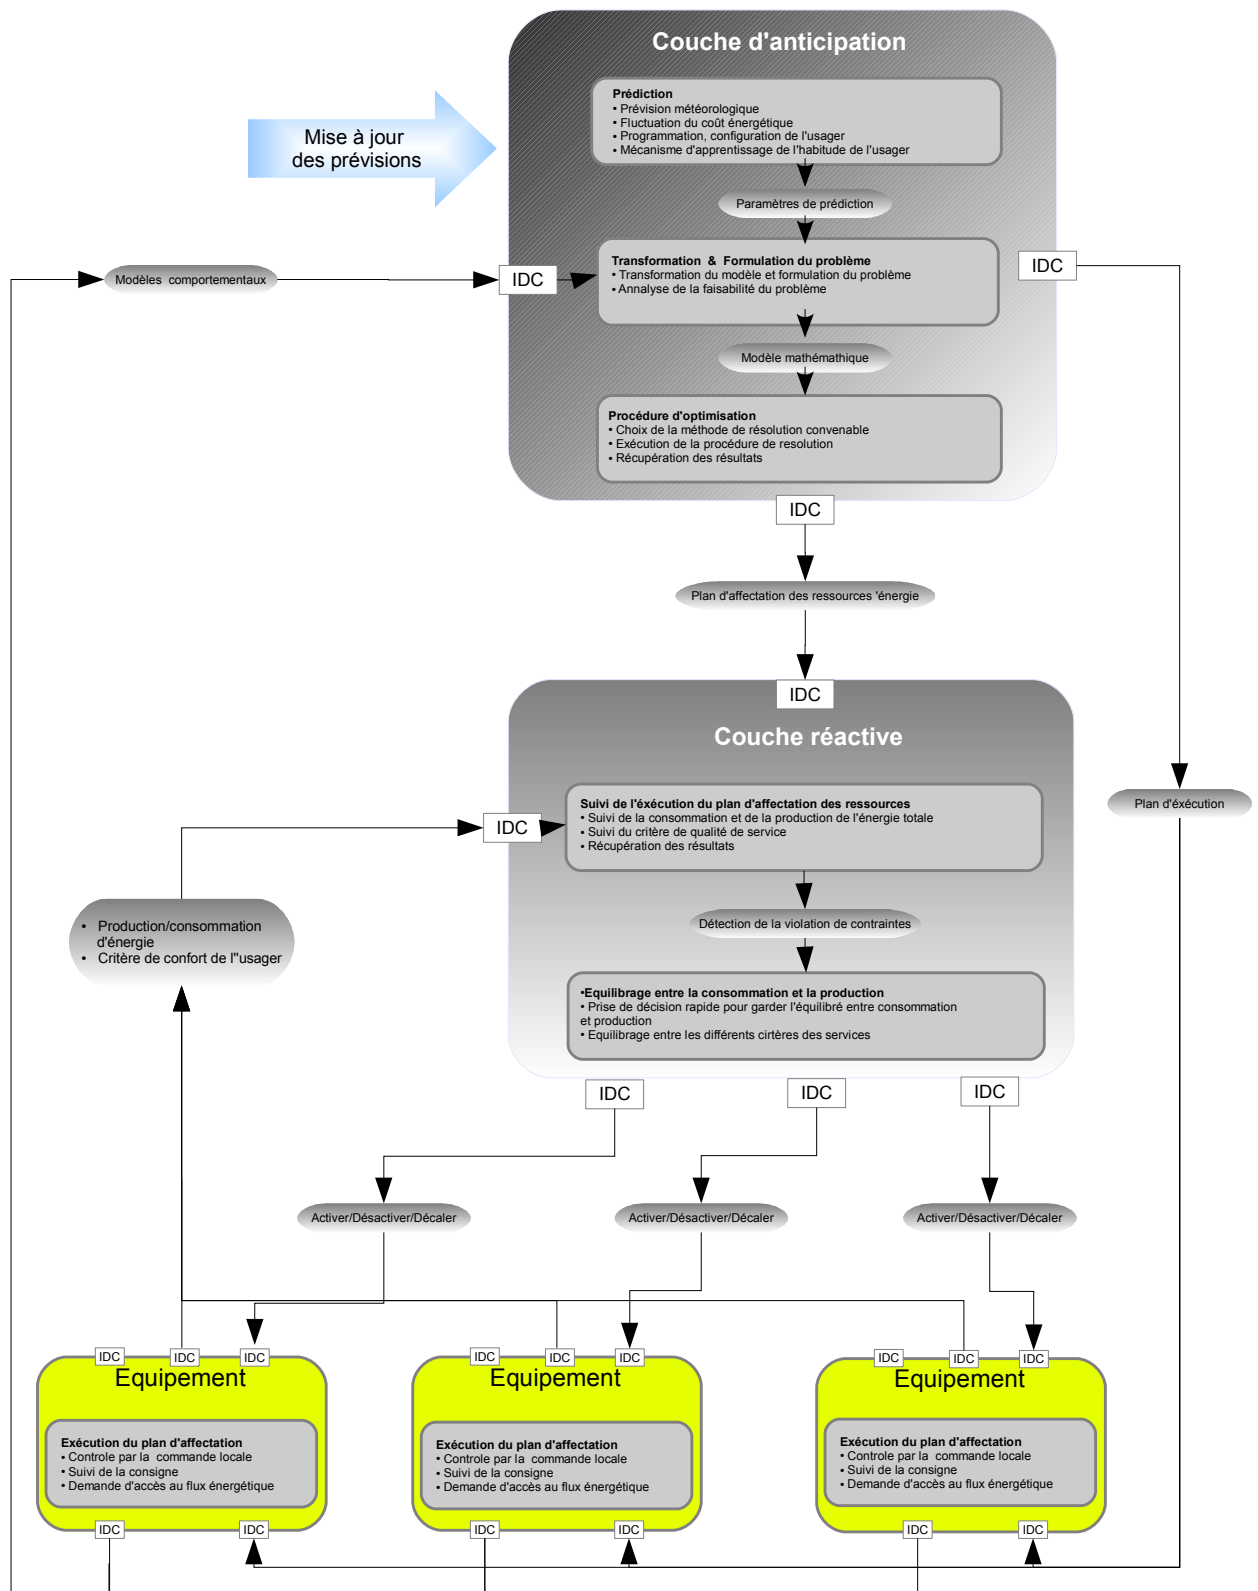 Couche d'anticipation
Prédiction
• Prévision météorologique
• Fluctuation du coût énergétique
• Programmation, configuration de l'usager
• Mécanisme d'apprentissage de l'habitude de l'usager
Mise à jour
des prévisions
Paramètres de prédiction
Transformation & Formulation du problème
• Transformation du modèle et formulation du problème
• Annalyse de la faisabilité du problème
IDC
Modèles comportementaux
IDC
Modèle mathémathique
Procédure d'optimisation
• Choix de la méthode de résolution convenable
• Exécution de la procédure de resolution
• Récupération des résultats
IDC
Plan d'affectation des ressources 'énergie
IDC
Couche réactive
Suivi de l'éxécution du plan d'affectation des ressources
• Suivi de la consommation et de la production de l'énergie totale
• Suivi du critère de qualité de service
• Récupération des résultats
Plan d'éxécution
IDC
• Production/consommation
d'énergie
• Critère de confort de l''usager
Détection de la violation de contraintes
•Equilibrage entre la consommation et la production
• Prise de décision rapide pour garder l'équilibré entre consommation
et production
• Equilibrage entre les différents cirtères des services
IDC
IDC
IDC
Activer/Désactiver/Décaler
Activer/Désactiver/Décaler
Activer/Désactiver/Décaler
IDC
IDC
IDC
Equipement
Exécution du plan d'affectation
• Controle par la commande locale
• Suivi de la consigne
• Demande d'accès au flux énergétique
IDC
IDC
IDC
IDC
IDC
Equipement
Exécution du plan d'affectation
• Controle par la commande locale
• Suivi de la consigne
• Demande d'accès au flux énergétique
IDC
IDC
IDC
IDC
IDC
Equipement
Exécution du plan d'affectation
• Controle par la commande locale
• Suivi de la consigne
• Demande d'accès au flux énergétique
IDC
IDC